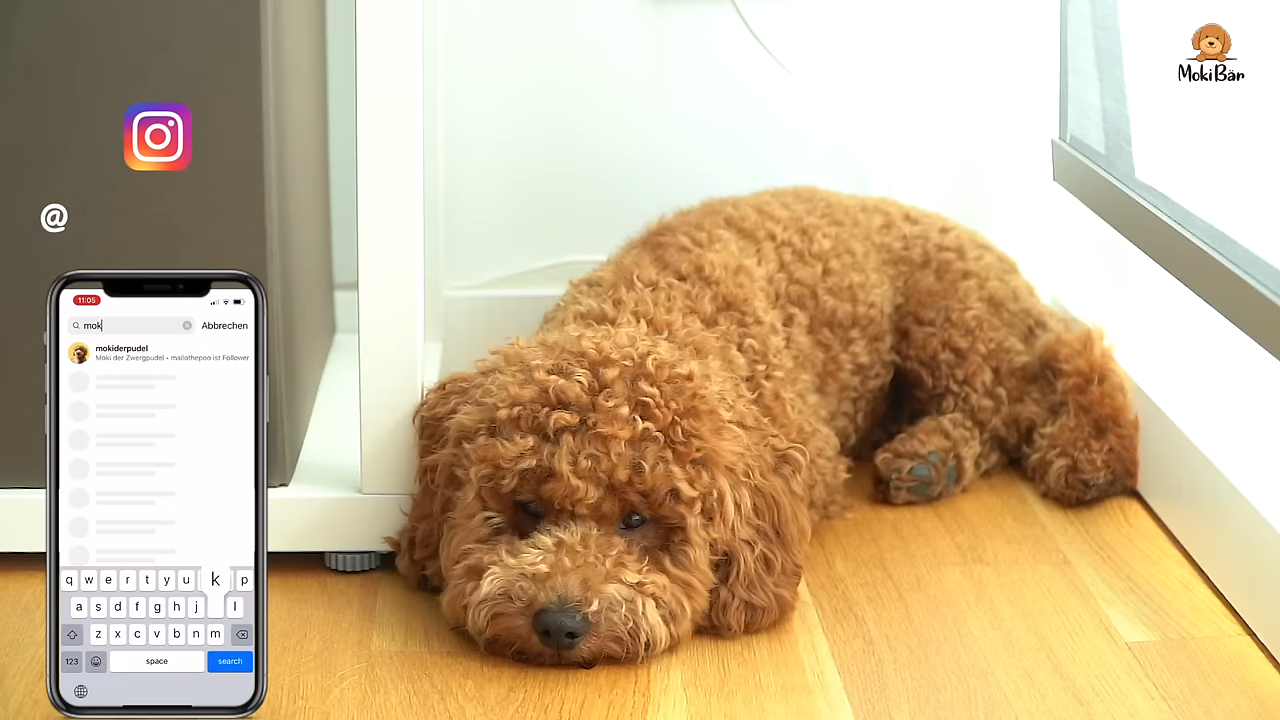 MokiBär
@
11:05
mok
Abbrechen
mokiderpudel
Moki der Zwergpudel • mailothepoo ist Follower
q w e r t y u k p
a s d f g h j l
z x c v b n m
123
space
search